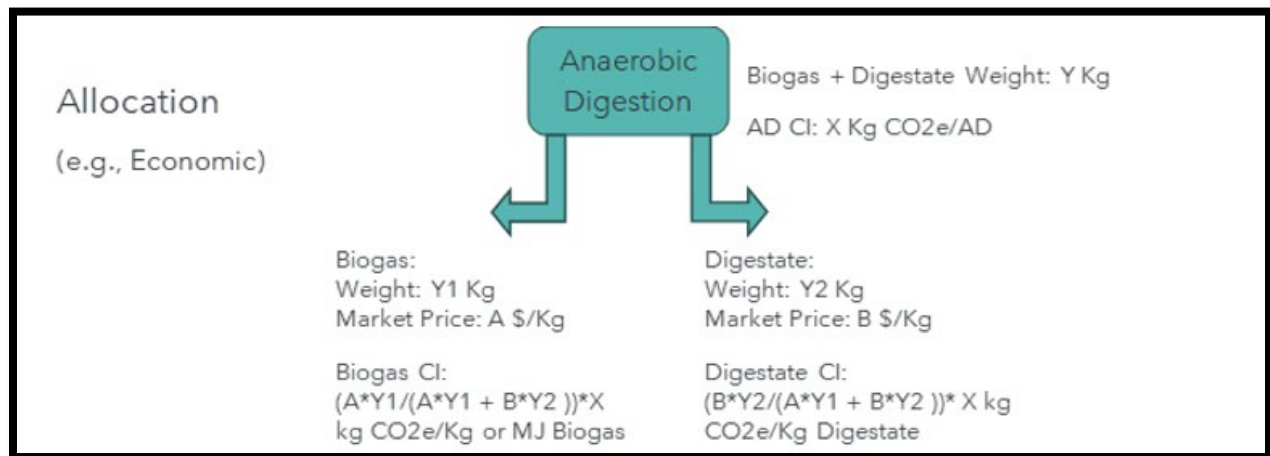 Allocation
(e.g., Economic)
Anaerobic
Digestion
Biogas + Digestate Weight: Y Kg
AD CI: X Kg CO2e/AD
Biogas:
Weight: Y1 Kg
Market Price: A $/Kg
Biogas CI:
(A*Y1/(A*Y1 + B*Y2 ))*X
kg CO2e/Kg or MJ Biogas
Digestate:
Weight: Y2 Kg
Market Price: B $/Kg
Digestate CI:
(B*Y2/(A*Y1 + B*Y2 ))* X kg
CO2e/Kg Digestate